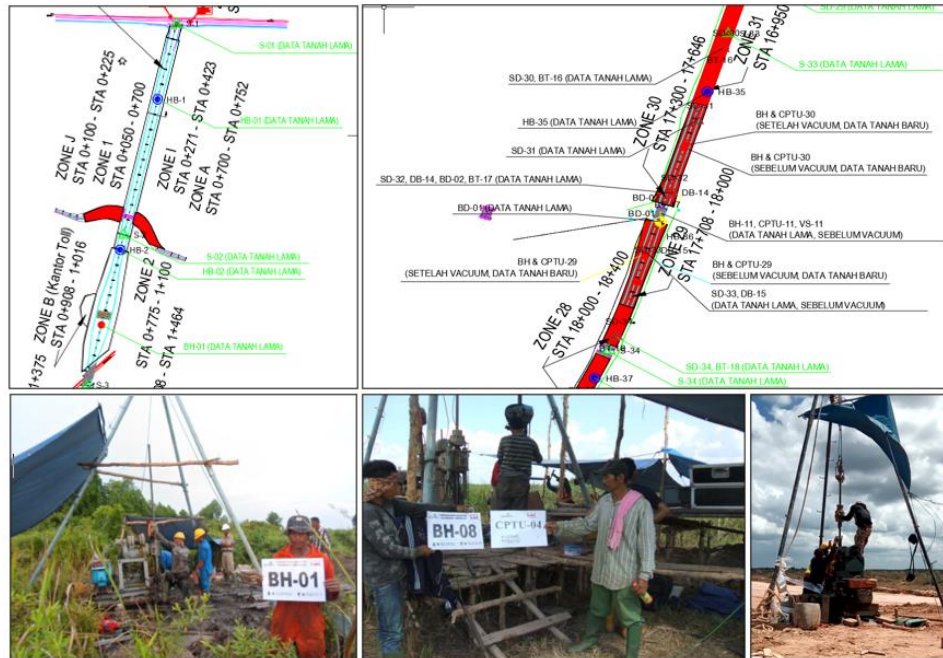 S-01 (DATA TANAH LAMA)
HB-1
HB-01 (DATA TANAH LAMA)
ZONE J
STA 0+100 - STA 0+225
ZONE 1
STA 0+050 - 0+700
ZONE I
STA 0+271 - STA 0+423
ZONE A
STA 0+700 - STA 0+752
HB-2
S-02 (DATA TANAH LAMA)
HB-02 (DATA TANAH LAMA)
ZONE B (Kantor Toll)
STA 0+908 - 1+016
ZONE 2
STA 0+775 - 1+100
STA 1+464
1+375
BH-01 (DATA TANAH LAMA)
S-3
ZONE 31
STA 16+950
S-33 (DATA TANAH LAMA)
SD-30, BT-16 (DATA TANAH LAMA)
HB-35
ZONE 30
STA 17+300 - 17+646
HB-35 (DATA TANAH LAMA)
BH & CPTU-30
(SETELAH VACUUM, DATA TANAH BARU)
SD-31 (DATA TANAH LAMA)
BH & CPTU-30
(SEBELUM VACUUM, DATA TANAH BARU)
SD-32, DB-14, BD-02, BT-17 (DATA TANAH LAMA)
DB-14
BD-01 (DATA TANAH LAMA)
BD-01
BH-11, CPTU-11, VS-11
(DATA TANAH LAMA, SEBELUM VACUUM)
ZONE 29
STA 17+708 - 18+000
BH & CPTU-29
(SETELAH VACUUM, DATA TANAH BARU)
BH & CPTU-29
(SEBELUM VACUUM, DATA TANAH BARU)
SD-33, DB-15
(DATA TANAH LAMA, SEBELUM VACUUM)
ZONE 28
STA 18+000 - 18+400
SD-34, BT-18 (DATA TANAH LAMA)
S-34 (DATA TANAH LAMA)
HB-37
BH-01
BH-08
CPTU-04